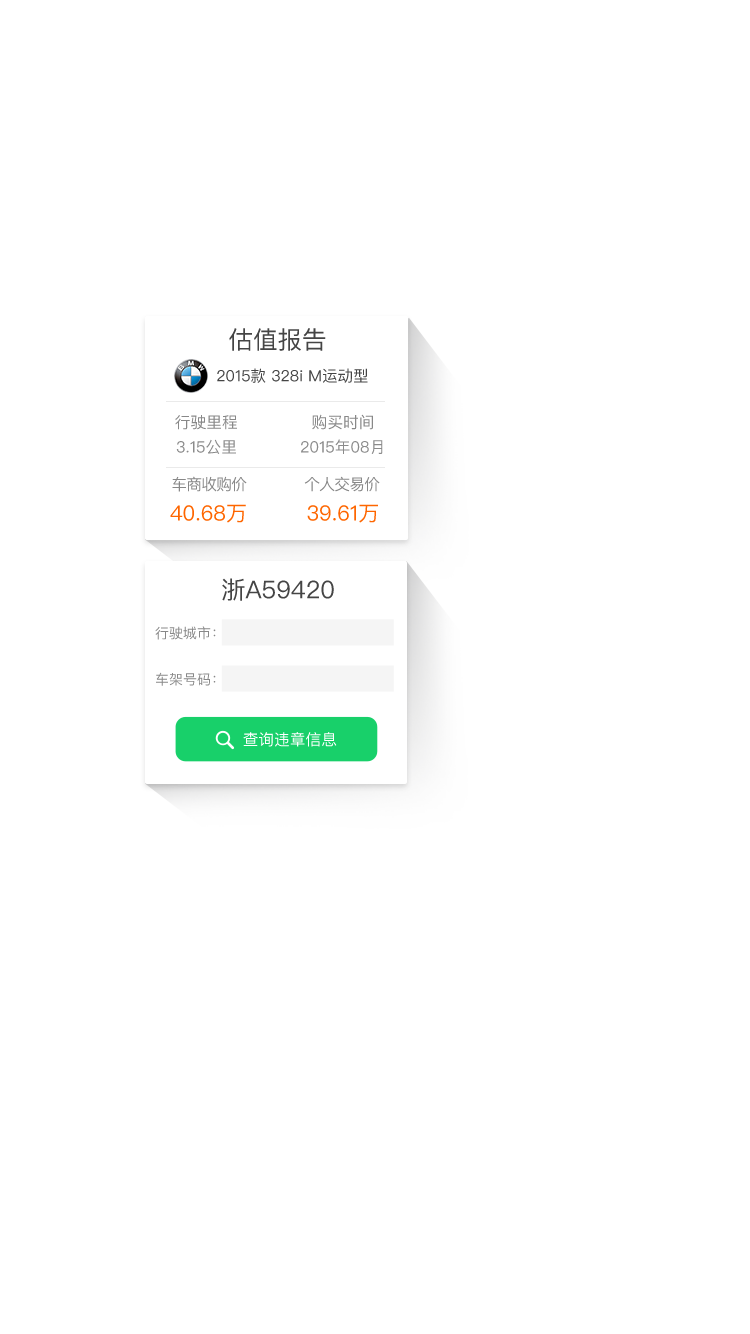 估值报告
BMW 2015款 328i M运动型
行驶里程 购买时间
3.15公里 2015年08月
车商收购价 个人交易价
40.68万 39.61万
浙A59420
行驶城市：
车架号码：
查询违章信息